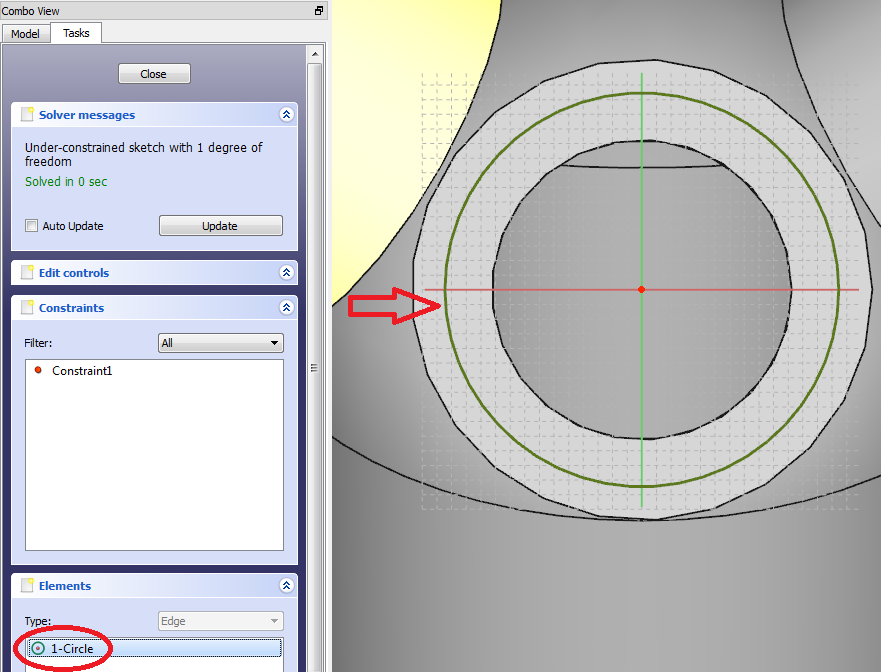 Combo View
Model
Tasks
Close
Solver messages
Under-constrained sketch with 1 degree of
freedom
Solved in 0 sec
Auto Update
Update
Edit controls
Constraints
Filter:
All
Constraint1
Elements
Type:
Edge
1-Circle